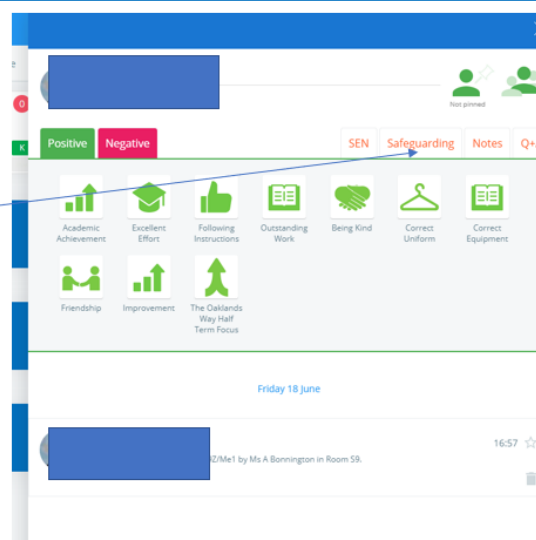 e
0
K
Not pinned
Positive Negative SEN Safeguarding Notes
Academic Achievement
Excellent Effort
Following Instructions
Outstanding Work
Being Kind
Correct Uniform
Correct Equipment
Friendship
Improvement
The Oaklands Way Half Term Focus
Friday 18 June
16:57
/Me1 by Ms A Bonnington in Room S9.